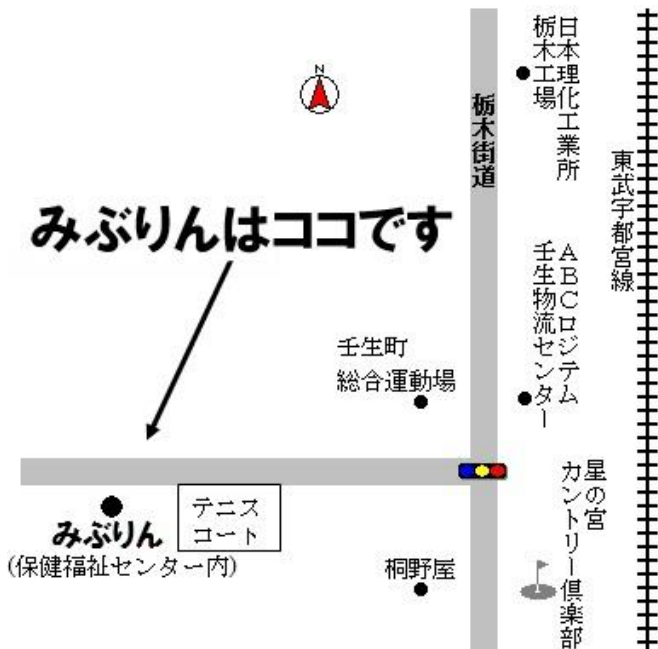 N
日本理化工業所
栃木工場
栃木街道
東武宇都宮線
みぶりんはココです
ABCロジテム
壬生物流センター
壬生町
総合運動場
星の宮
カントリー倶楽部
テニス
コート
みぶりん
(保健福祉センター内)
桐野屋